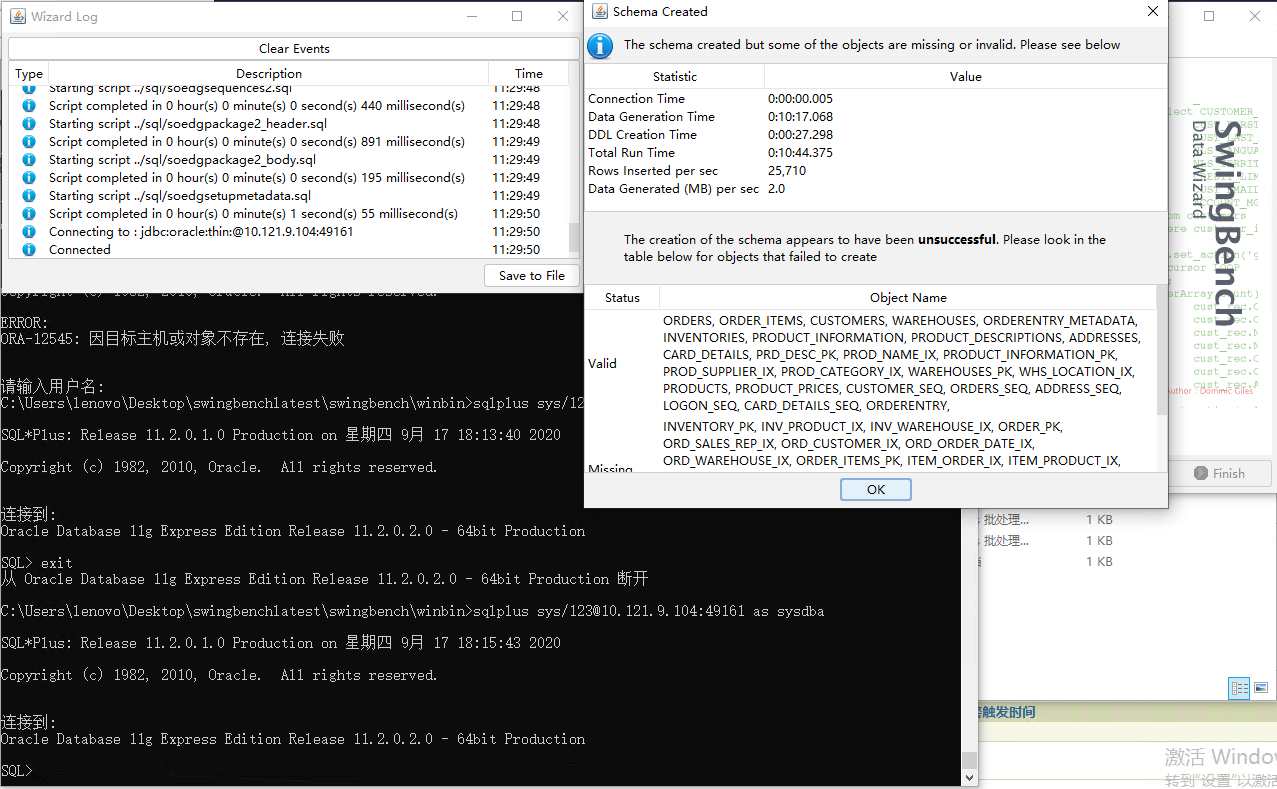 Wizard Log
Clear Events
Type Description Time
Starting script ../sql/soedgsequences2.sql 11:29:48
Script completed in 0 hour(s) 0 minute(s) 0 second(s) 440 millisecond(s) 11:29:48
Starting script ../sql/soedgpackage2_header.sql 11:29:48
Script completed in 0 hour(s) 0 minute(s) 0 second(s) 891 millisecond(s) 11:29:49
Starting script ../sql/soedgpackage2_body.sql 11:29:49
Script completed in 0 hour(s) 0 minute(s) 0 second(s) 195 millisecond(s) 11:29:49
Starting script ../sql/soedgsetupmetadata.sql 11:29:49
Script completed in 0 hour(s) 0 minute(s) 1 second(s) 55 millisecond(s) 11:29:50
Connecting to : jdbc:oracle:thin:@10.121.9.104:49161 11:29:50
Connected 11:29:50
Save to File
Schema Created
The schema created but some of the objects are missing or invalid. Please see below
Statistic Value
Connection Time 0:00:00.005
Data Generation Time 0:10:17.068
DDL Creation Time 0:00:27.298
Total Run Time 0:10:44.375
Rows Inserted per sec 25,710
Data Generated (MB) per sec 2.0
The creation of the schema appears to have been unsuccessful. Please look in the
table below for objects that failed to create
Status Object Name
ORDERS, ORDER_ITEMS, CUSTOMERS, WAREHOUSES, ORDERENTRY_METADATA,
INVENTORIES, PRODUCT_INFORMATION, PRODUCT_DESCRIPTIONS, ADDRESSES,
CARD_DETAILS, PRD_DESC_PK, PROD_NAME_IX, PRODUCT_INFORMATION_PK,
Valid PROD_SUPPLIER_IX, PROD_CATEGORY_IX, WAREHOUSES_PK, WHS_LOCATION_IX,
PRODUCTS, PRODUCT_PRICES, CUSTOMER_SEQ, ORDERS_SEQ, ADDRESS_SEQ,
LOGON_SEQ, CARD_DETAILS_SEQ, ORDERENTRY,
INVENTORY_PK, INV_PRODUCT_IX, INV_WAREHOUSE_IX, ORDER_PK,
ORD_SALES_REP_IX, ORD_CUSTOMER_IX, ORD_ORDER_DATE_IX,
Missing ORD_WAREHOUSE_IX, ORDER_ITEMS_PK, ITEM_ORDER_IX, ITEM_PRODUCT_IX,
OK
SwingBench
Data Wizard
Author : Dominic Giles
Finish
Copyright (c) 1982, 2010, Oracle. All rights reserved.
ERROR:
ORA-12545: 因目标主机或对象不存在, 连接失败
请输入用户名:
C:\Users\lenovo\Desktop\swingbenchlatest\swingbench\winbin>sqlplus sys/12
SQL*Plus: Release 11.2.0.1.0 Production on 星期四 9月 17 18:13:40 2020
Copyright (c) 1982, 2010, Oracle. All rights reserved.
连接到:
Oracle Database 11g Express Edition Release 11.2.0.2.0 - 64bit Production
SQL> exit
从 Oracle Database 11g Express Edition Release 11.2.0.2.0 - 64bit Production 断开
C:\Users\lenovo\Desktop\swingbenchlatest\swingbench\winbin>sqlplus sys/123@10.121.9.104:49161 as sysdba
SQL*Plus: Release 11.2.0.1.0 Production on 星期四 9月 17 18:15:43 2020
Copyright (c) 1982, 2010, Oracle. All rights reserved.
连接到:
Oracle Database 11g Express Edition Release 11.2.0.2.0 - 64bit Production
SQL>
批处理... 1 KB
批处理... 1 KB
1 KB
触发时间
激活 Window
转到"设置"以激活